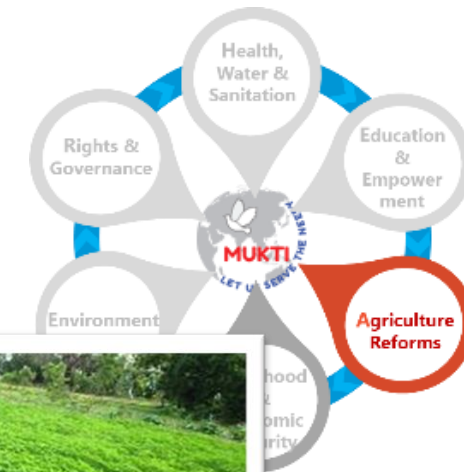 Health,
Water &
Sanitation
Rights &
Governance
Education
&
Empower
ment
MUKTI
LET U SERVE THE NEEDY
Environment
Agriculture
Reforms
hood
&
omic
rity